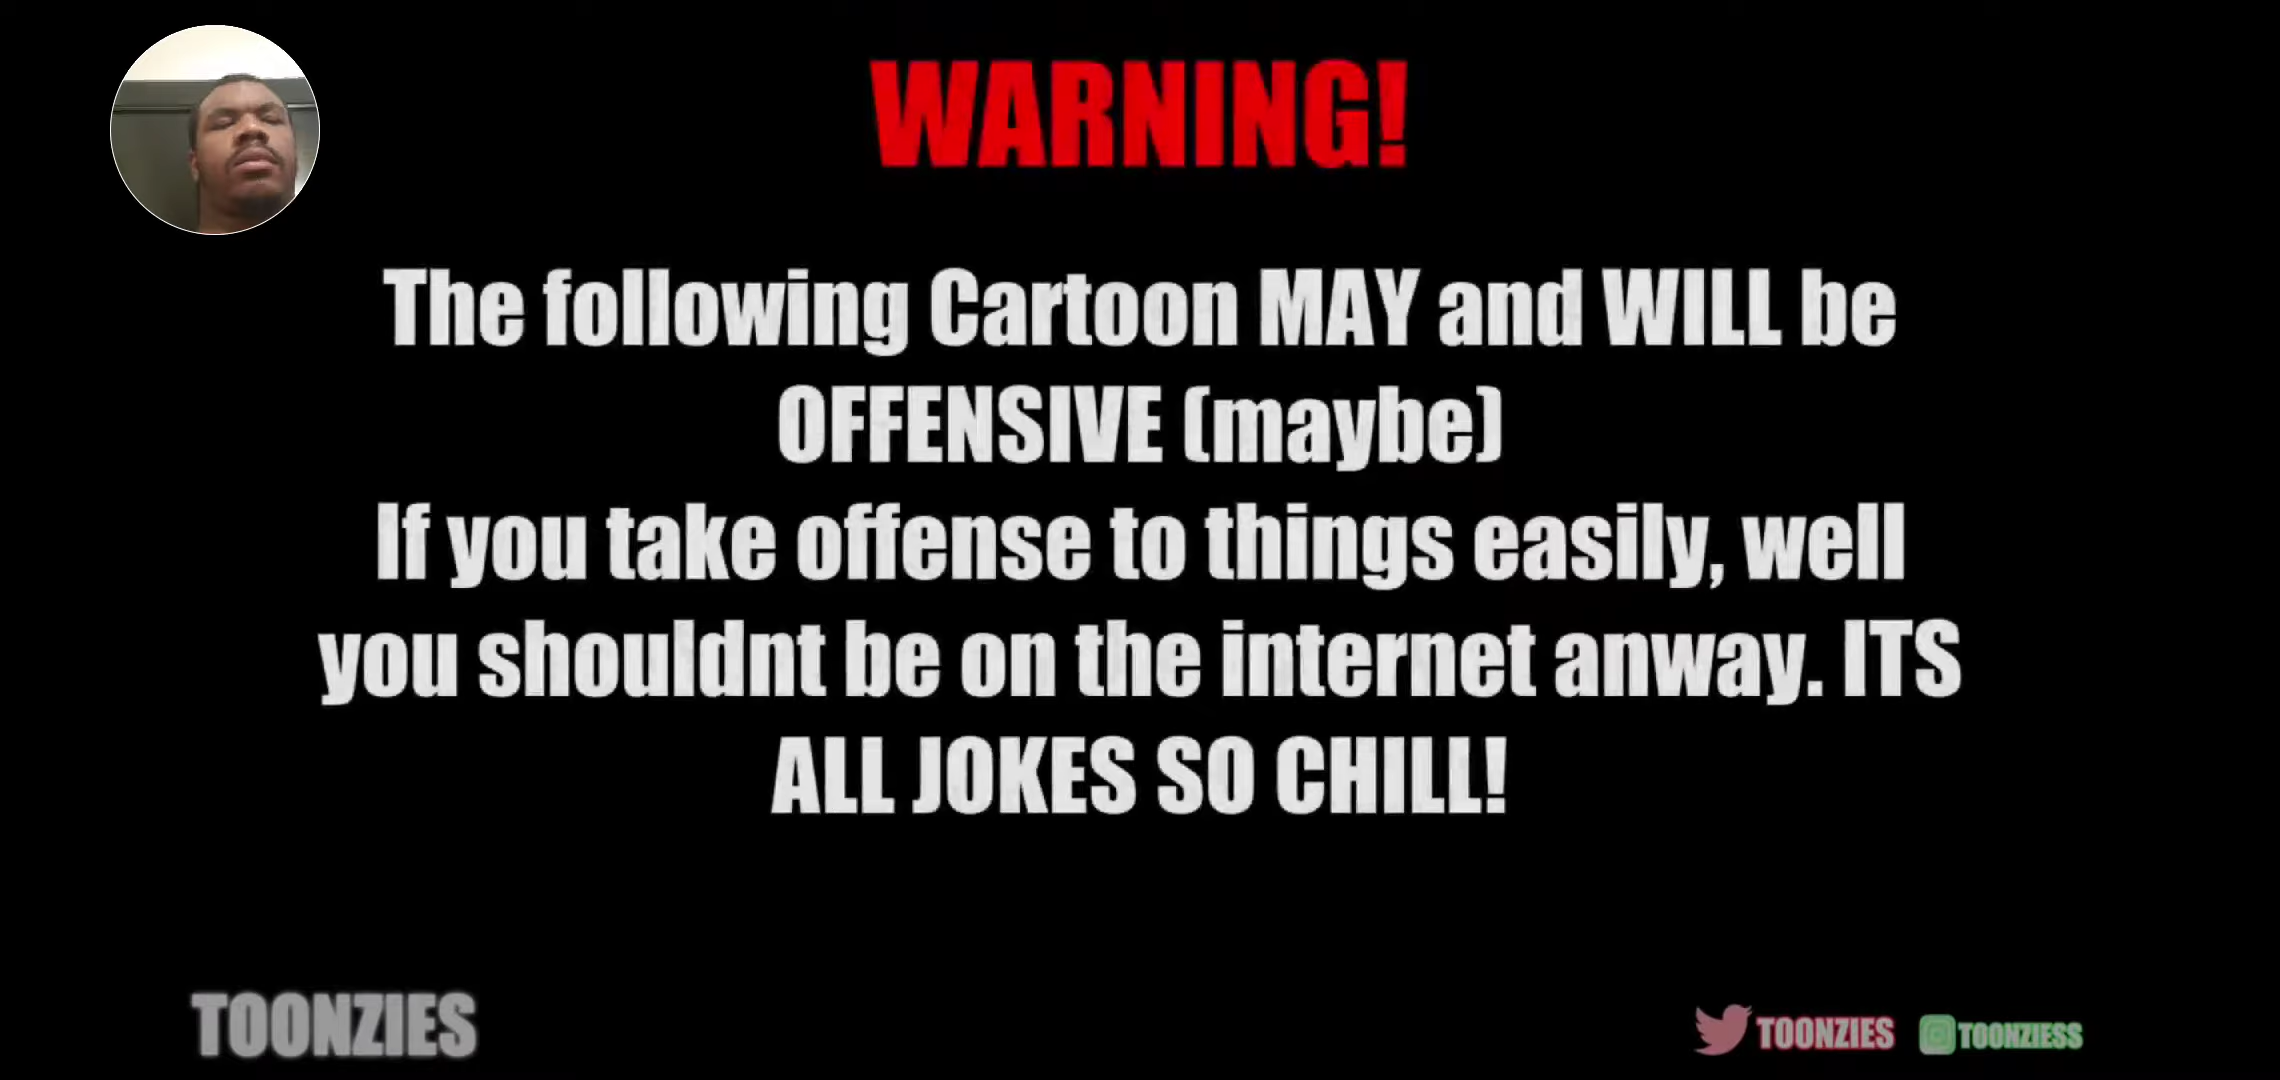 WARNING!
The following Cartoon MAY and WILL be
OFFENSIVE (maybe)
If you take offense to things easily, well
you shouldnt be on the internet anway. ITS
ALL JOKES SO CHILL!
TOONZIES
TOONZIES
TOONZIESS